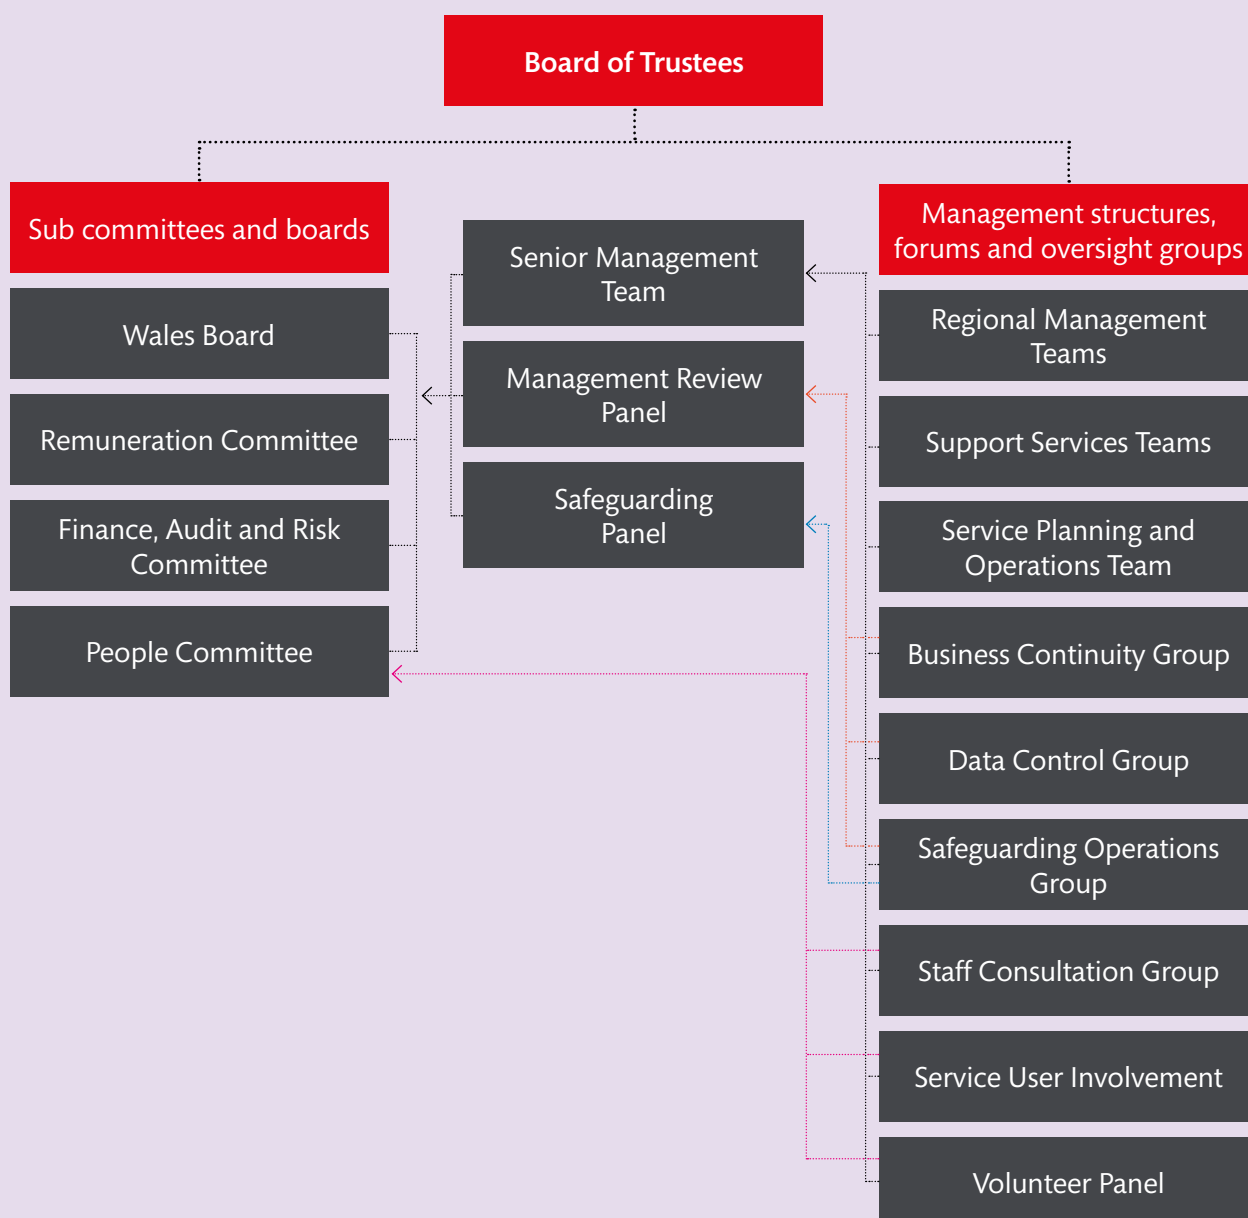 Board of Trustees
Sub committees and boards
Wales Board
Remuneration Committee
Finance, Audit and Risk
Committee
People Committee
Senior Management
Team
Management Review
Panel
Safeguarding
Panel
Management structures,
forums and oversight groups
Regional Management
Teams
Support Services Teams
Service Planning and
Operations Team
Business Continuity Group
Data Control Group
Safeguarding Operations
Group
Staff Consultation Group
Service User Involvement
Volunteer Panel